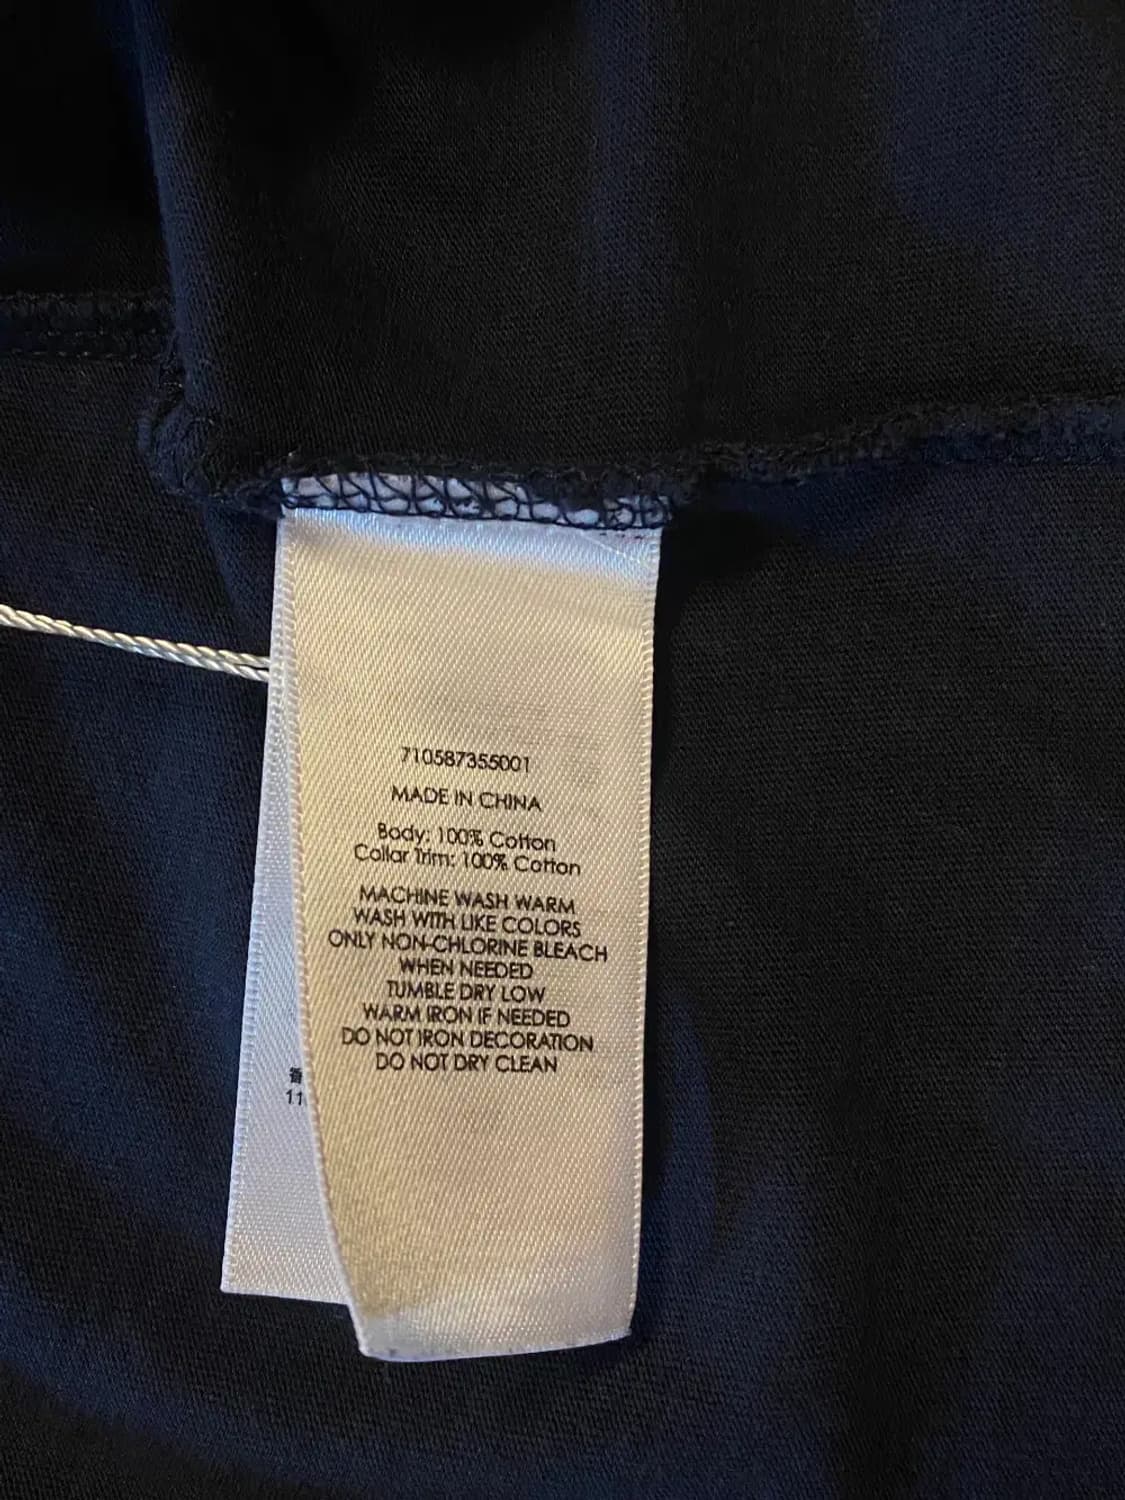 710587355001
MADE IN CHINA
Body: 100% Cotton
Collar Trim: 100% Cotton
MACHINE WASH WARM
WASH WITH LIKE COLORS
ONLY NON-CHLORINE BLEACH
WHEN NEEDED
TUMBLE DRY LOW
WARM IRON IF NEEDED
DO NOT IRON DECORATION
DO NOT DRY CLEAN
香
11